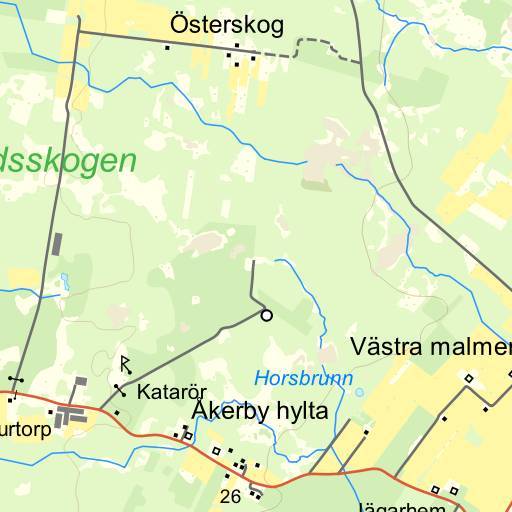 Österskog
dsskogen
Västra malmer
Horsbrunn
Katarör
Åkerby hylta
urtorp
26
Jägarhem